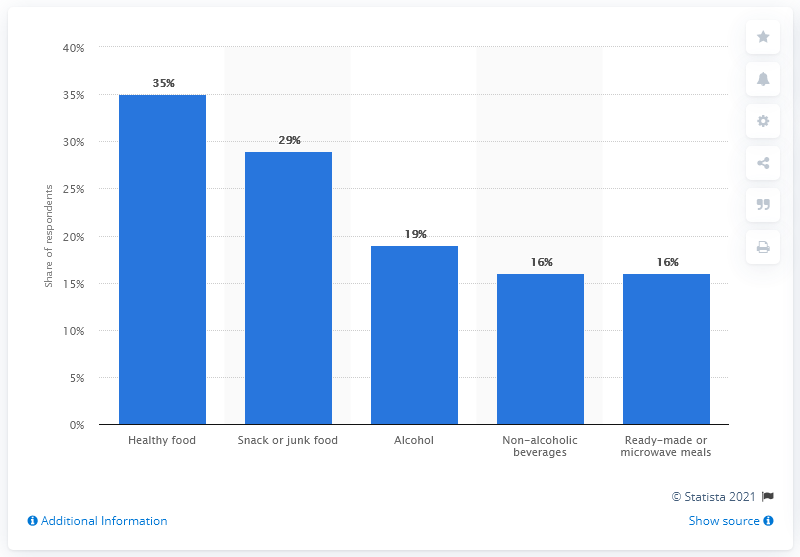 40%
35%
30%
25%
20%
15%
10%
5%
0%
Share of respondents
35%
29%
19%
16%
16%
Healthy food
Snack or junk food
Alcohol
Non-alcoholic
beverages
Ready-made or
microwave meals
© Statista 2021
Additional Information
Show source